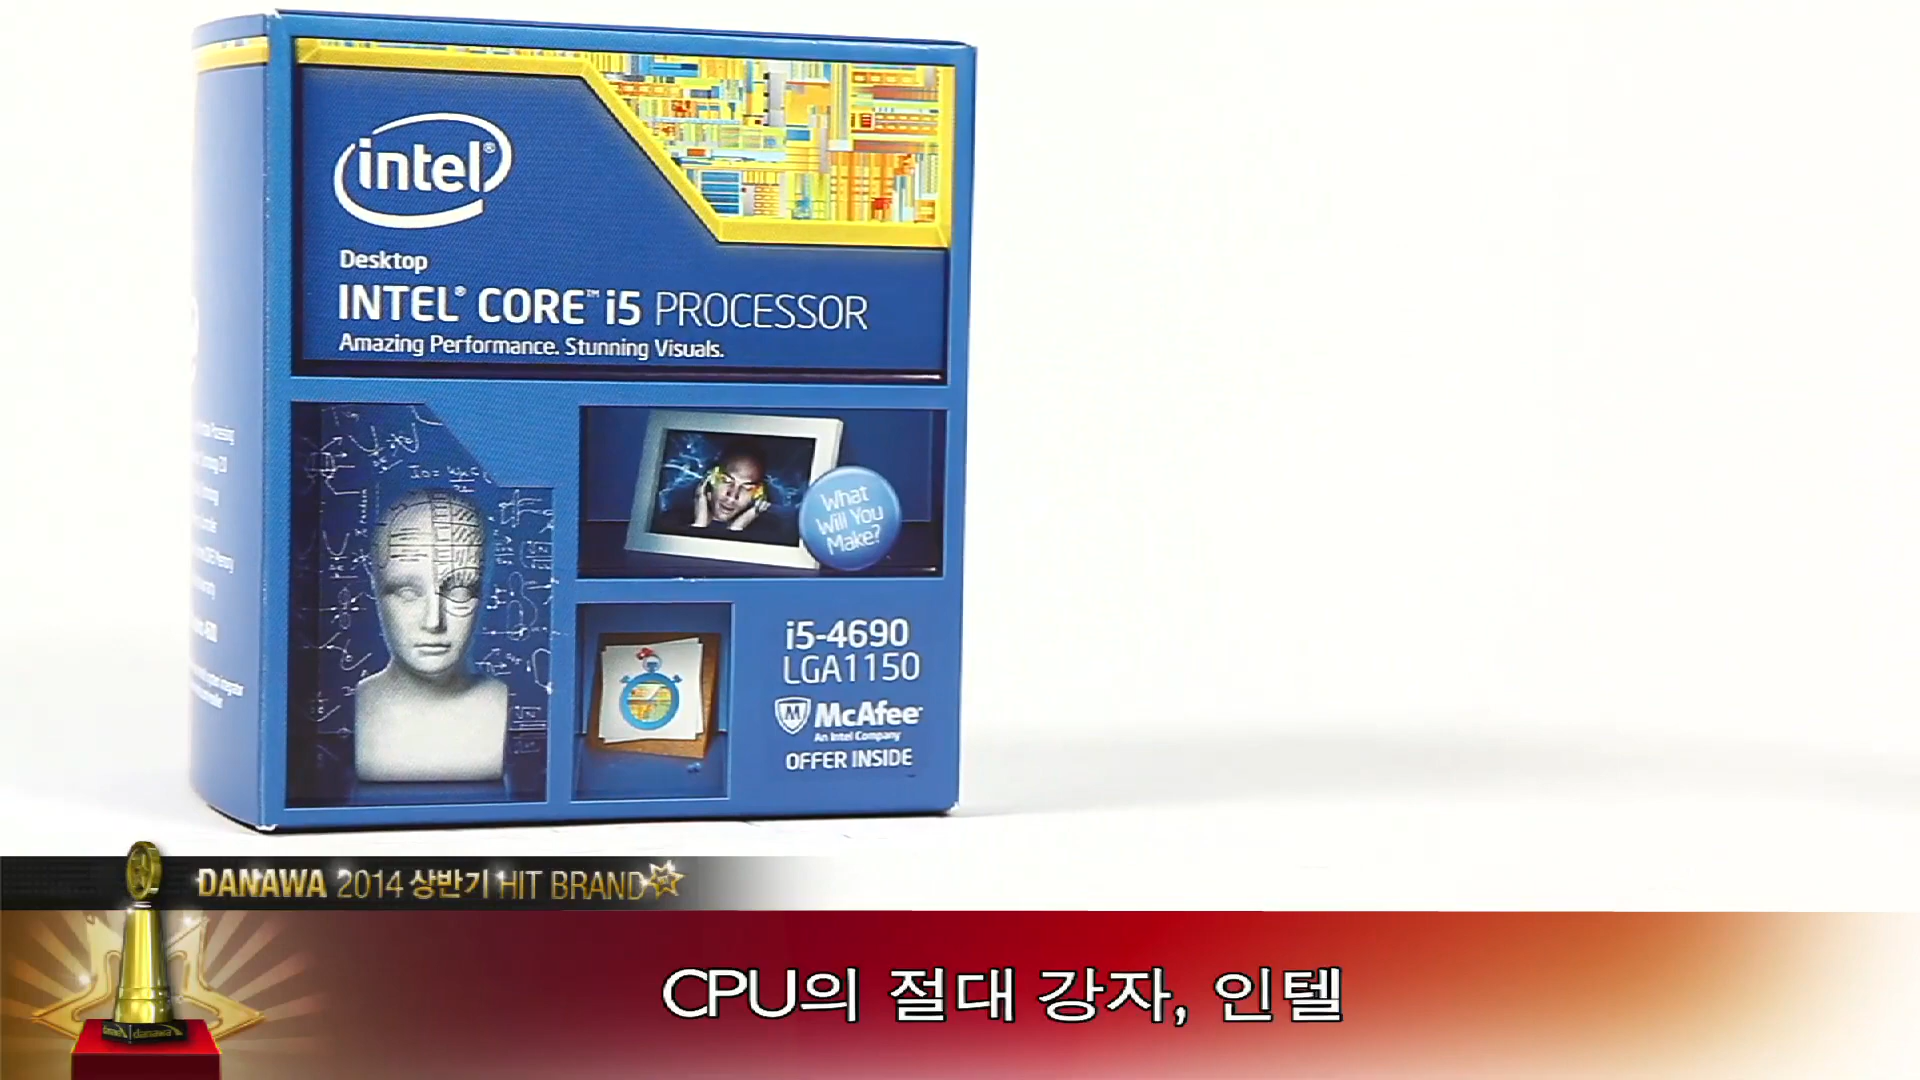 intel®
Desktop
INTEL® CORE™ i5 PROCESSOR
Amazing Performance. Stunning Visuals.
What
Will You
Make?
i5-4690
LGA1150
McAfee
An Intel Company
OFFER INSIDE
DANAWA 2014 상반기 HIT BRAND
danawa
CPU의 절대 강자, 인텔